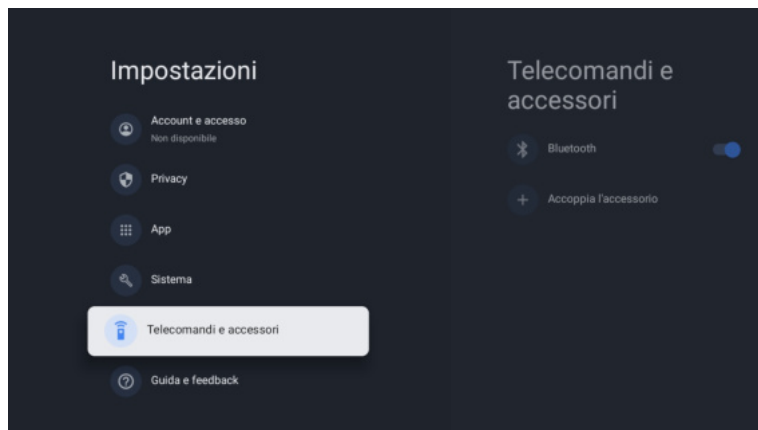 Impostazioni
Account e accesso
Non disponibile
Privacy
App
Sistema
Telecomandi e accessori
Guida e feedback
Telecomandi e
accessori
Bluetooth
Accoppia l'accessorio